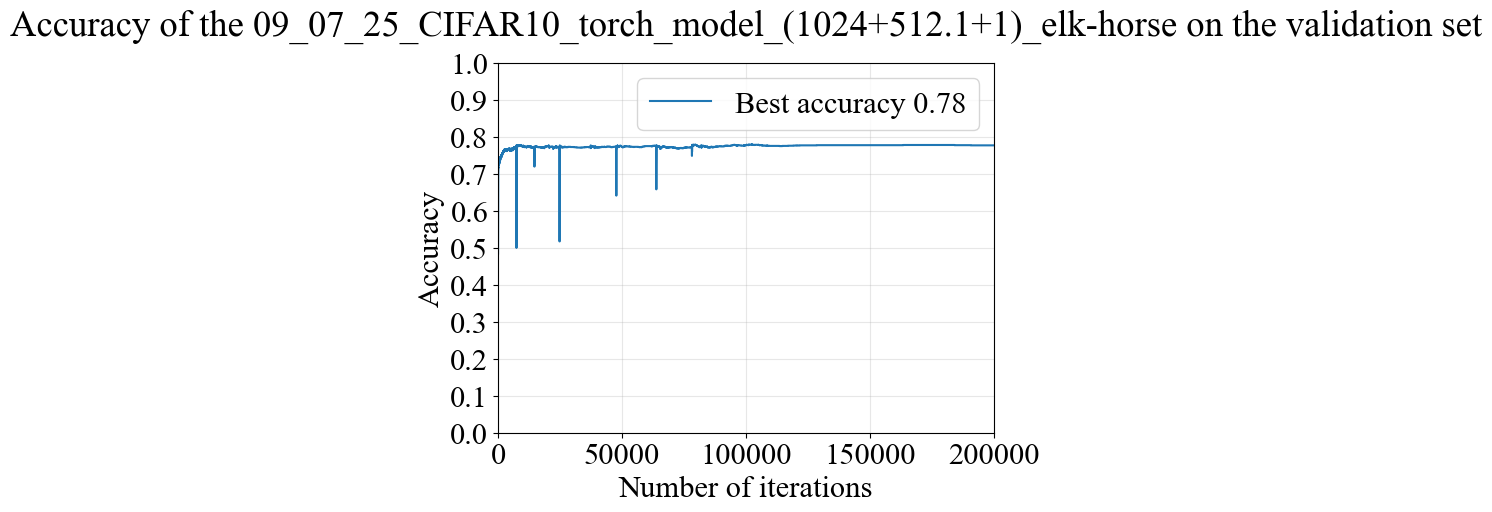 Accuracy of the 09_07_25_CIFAR10_torch_model_(1024+512.1+1)_elk-horse on the validation set
1.0
0.9
0.8
0.7
0.6
0.5
0.4
0.3
0.2
0.1
0.0
Accuracy
Best accuracy 0.78
0 50000 100000 150000 200000
Number of iterations